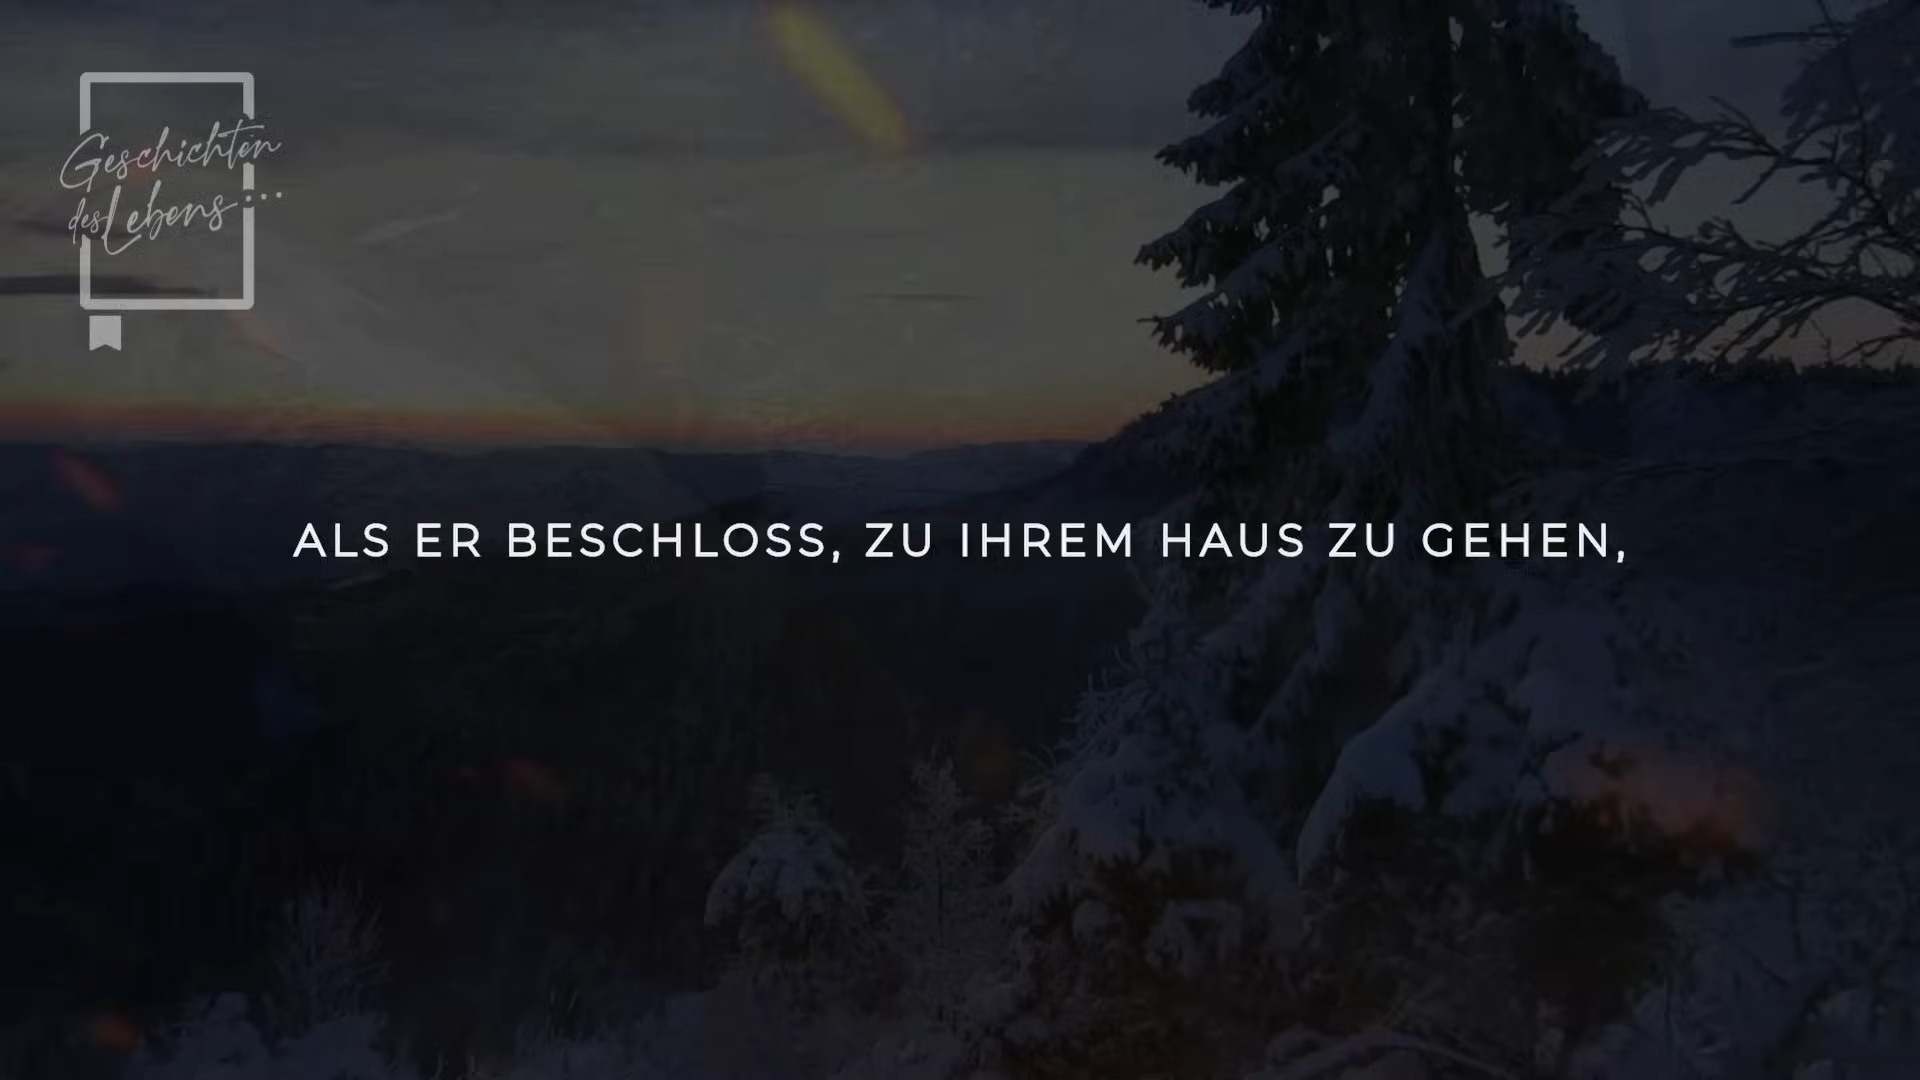 Geschichten
des Lebens...
ALS ER BESCHLOSS, ZU IHREM HAUS ZU GEHEN,